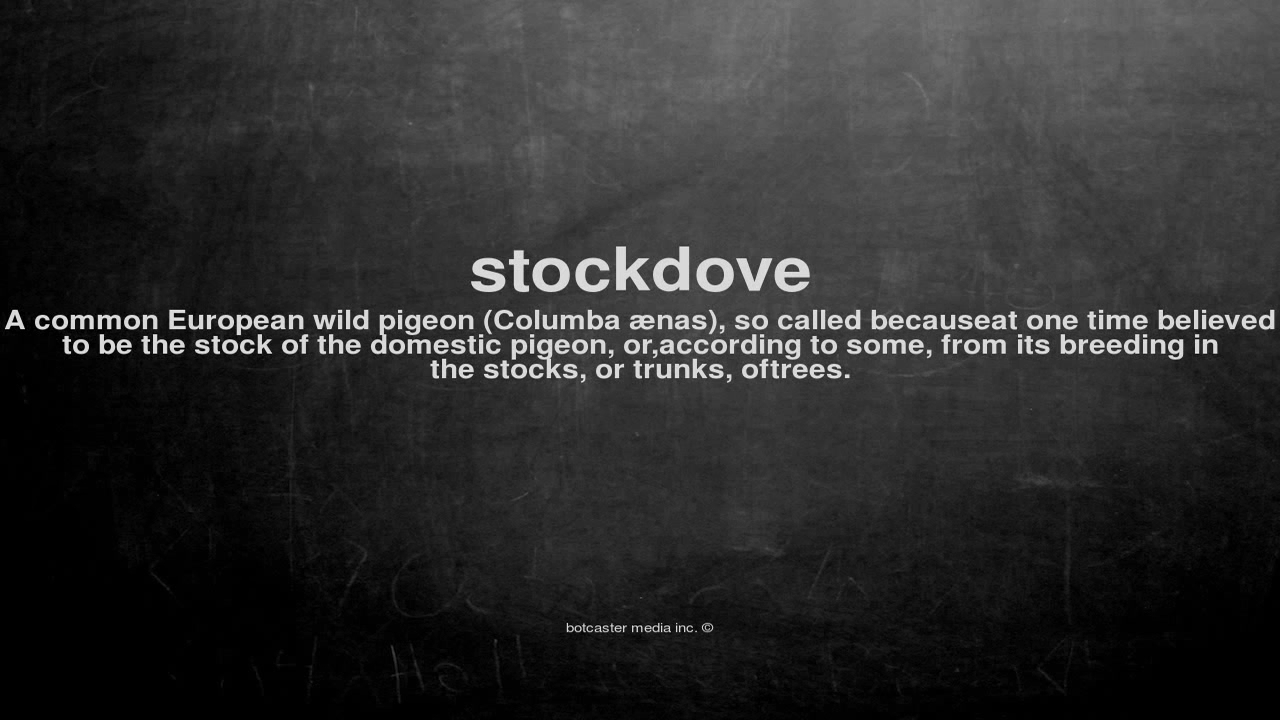 stockdove
A common European wild pigeon (Columba ænas), so called becauseat one time believed
to be the stock of the domestic pigeon, or,according to some, from its breeding in
the stocks, or trunks, oftrees.
botcaster media inc. ©